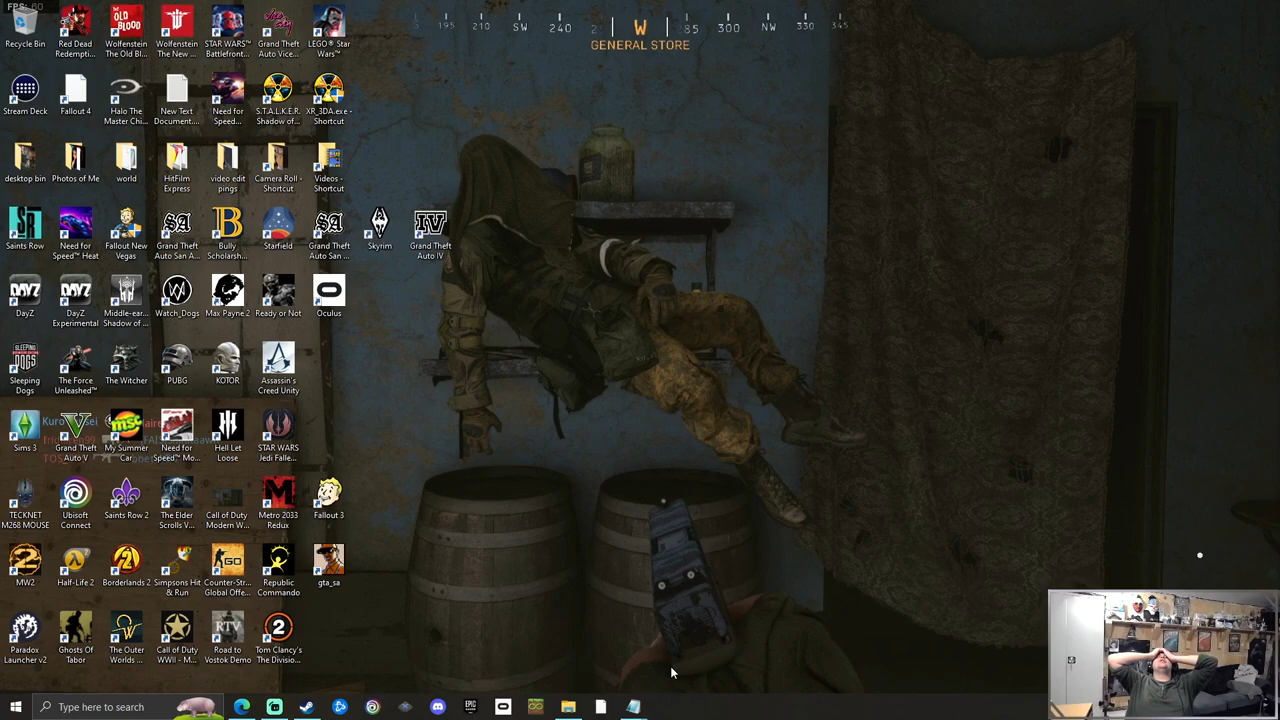 FPS: 60
195 210 SW 240 W 285 300 NW 330 345
GENERAL STORE
Recycle Bin
Red Dead Redempti...
Wolfenstein The Old Bl...
Wolfenstein The New ...
STAR WARS™ Battlefront...
Grand Theft Auto Vice...
LEGO® Star Wars™
Stream Deck
Fallout 4
Halo The Master Chi...
New Text Document....
Need for Speed...
S.T.A.L.K.E.R. Shadow of...
XR_3DA.exe - Shortcut
desktop bin
Photos of Me
world
HitFilm Express
video edit pings
Camera Roll - Shortcut
Videos - Shortcut
Saints Row
Need for Speed™ Heat
Fallout New Vegas
Grand Theft Auto San A...
Bully Scholarsh...
Starfield
Grand Theft Auto San ...
Skyrim
Grand Theft Auto IV
DayZ
DayZ Experimental
Middle-ear... Shadow of ...
Watch_Dogs
Max Payne 2
Ready or Not
Oculus
Sleeping Dogs
The Force Unleashed™
The Witcher
PUBG
KOTOR
Assassin's Creed Unity
Sims 3
Grand Theft Auto V
My Summer Car
Need for Speed™ Mo...
Hell Let Loose
STAR WARS Jedi Falle...
TECKNET M268 MOUSE
Ubisoft Connect
Saints Row 2
The Elder Scrolls V...
Call of Duty Modern W...
Metro 2033 Redux
Fallout 3
MW2
Half-Life 2
Borderlands 2
Simpsons Hit & Run
Counter-Str... Global Offe...
Republic Commando
gta_sa
Paradox Launcher v2
Ghosts Of Tabor
The Outer Worlds ...
Call of Duty WWII - M...
Road to Vostok Demo
Tom Clancy's The Divisio...
Type here to search